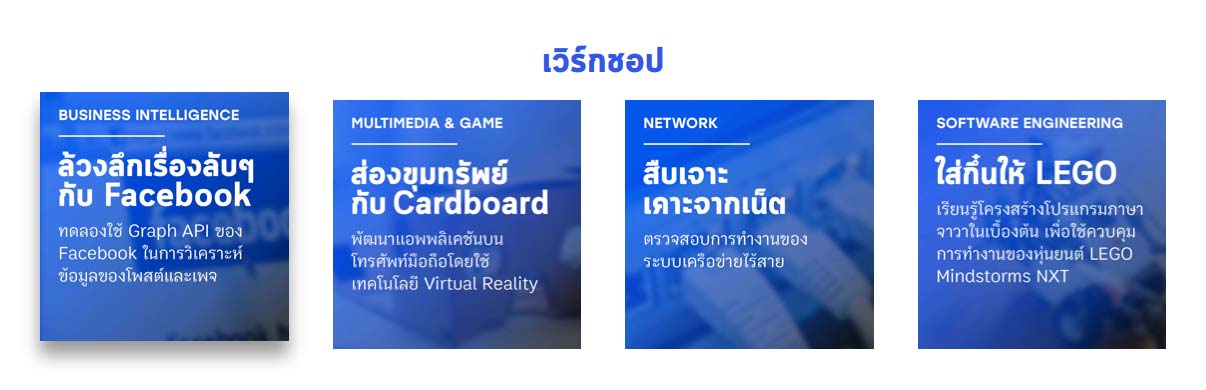 เวิร์กชอป
BUSINESS INTELLIGENCE
ล้วงลึกเรื่องลับๆ
กับ Facebook
ทดลองใช้ Graph API ของ
Facebook ในการวิเคราะห์
ข้อมูลของโพสต์และเพจ
MULTIMEDIA & GAME
ส่องขุมทรัพย์
กับ Cardboard
พัฒนาแอพพลิเคชันบน
โทรศัพท์มือถือโดยใช้
เทคโนโลยี Virtual Reality
NETWORK
สืบเจาะ
เคาะจากเน็ต
ตรวจสอบการทำงานของ
ระบบเครือข่ายไร้สาย
SOFTWARE ENGINEERING
ใส่กึ๋นให้ LEGO
เรียนรู้โครงสร้างโปรแกรมภาษา
จาวาในเบื้องต้น เพื่อใช้ควบคุม
การทำงานของหุ่นยนต์ LEGO
Mindstorms NXT